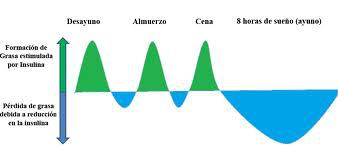 Desayuno Almuerzo Cena 8 horas de sueño (ayuno)
Formación de
Grasa estimulada
por Insulina
Pérdida de grasa
debida a reducción
en la insulina